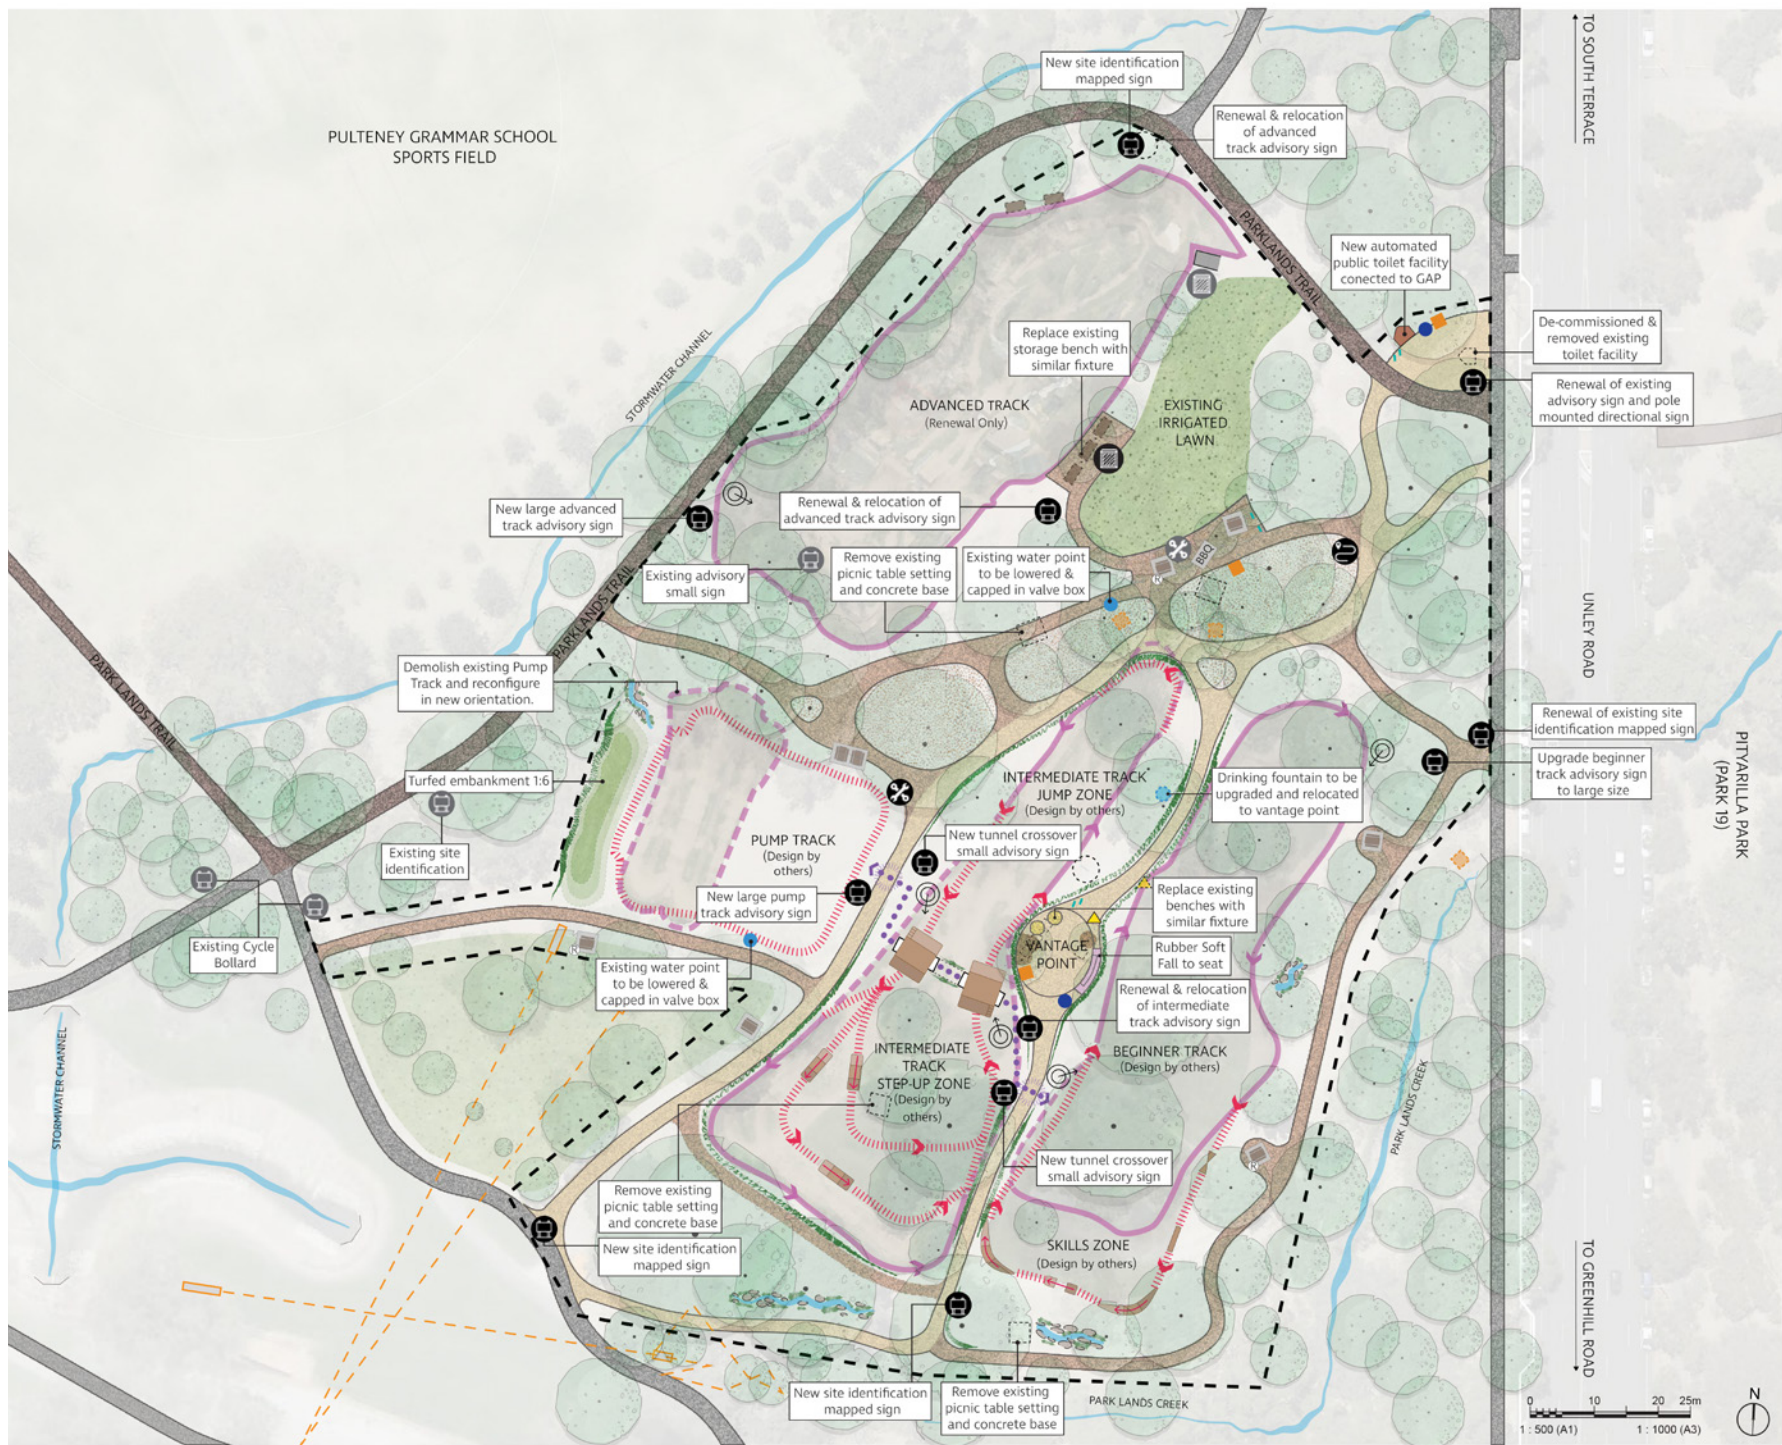 New site identification
mapped sign
TO SOUTH TERRACE
PULTENEY GRAMMAR SCHOOL
SPORTS FIELD
Renewal & relocation
of advanced
track advisory sign
PARKLANDS TRAIL
New automated
public toilet facility
conected to GAP
De-commissioned &
removed existing
toilet facility
Replace existing
storage bench with
similar fixture
STORMWATER CHANNEL
Renewal of existing
advisory sign and pole
mounted directional sign
ADVANCED TRACK
(Renewal Only)
EXISTING
IRRIGATED
LAWN
New large advanced
track advisory sign
Renewal & relocation of
advanced track advisory sign
Existing advisory
small sign
Remove existing
picnic table setting
and concrete base
Existing water point
to be lowered &
capped in valve box
BBQ
R
PARKLANDS TRAIL
UNLEY ROAD
PARK LANDS TRAIL
Demolish existing Pump
Track and reconfigure
in new orientation.
Renewal of existing site
identification mapped sign
PITYARILLA PARK
(PARK 19)
Turfed embankment 1:6
INTERMEDIATE TRACK
JUMP ZONE
(Design by others)
Drinking fountain to be
upgraded and relocated
to vantage point
Upgrade beginner
track advisory sign
to large size
PUMP TRACK
(Design by
others)
New tunnel crossover
small advisory sign
Existing site
identification
New large pump
track advisory sign
Replace existing
benches with
similar fixture
Existing Cycle
Bollard
R
VANTAGE
POINT
Rubber Soft
Fall to seat
Existing water point
to be lowered &
capped in valve box
Renewal & relocation
of intermediate
track advisory sign
STORMWATER CHANNEL
INTERMEDIATE
TRACK
STEP-UP ZONE
(Design by
others)
BEGINNER TRACK
(Design by others)
PARK LANDS CREEK
New tunnel crossover
small advisory sign
R
Remove existing
picnic table setting
and concrete base
New site identification
mapped sign
SKILLS ZONE
(Design by others)
TO GREENHILL ROAD
New site identification
mapped sign
Remove existing
picnic table setting
and concrete base
PARK LANDS CREEK
N
0 10 20 25m
1 : 500 (A1) 1 : 1000 (A3)